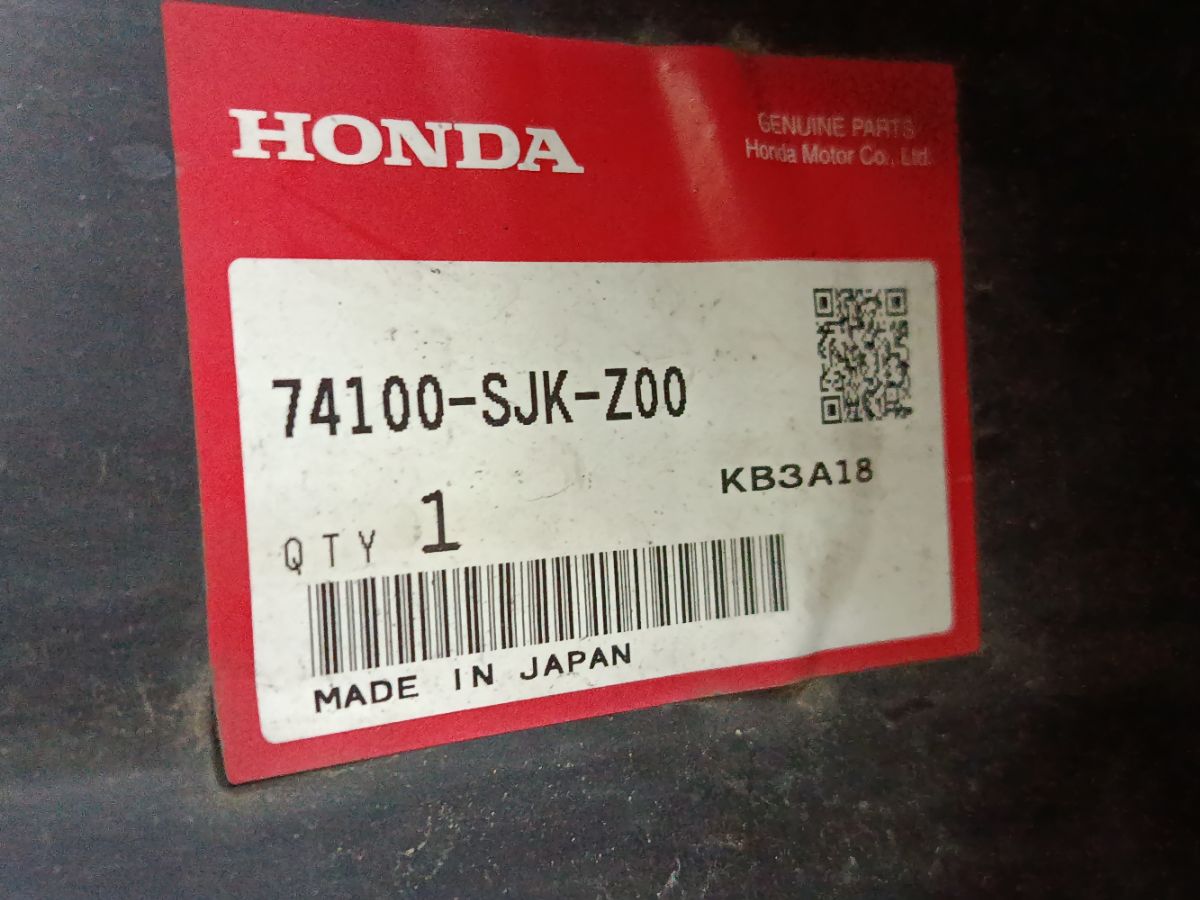 HONDA
GENUINE PARTS
Honda Motor Co., Ltd.
74100-SJK-Z00
KB3A18
QTY 1
MADE IN JAPAN